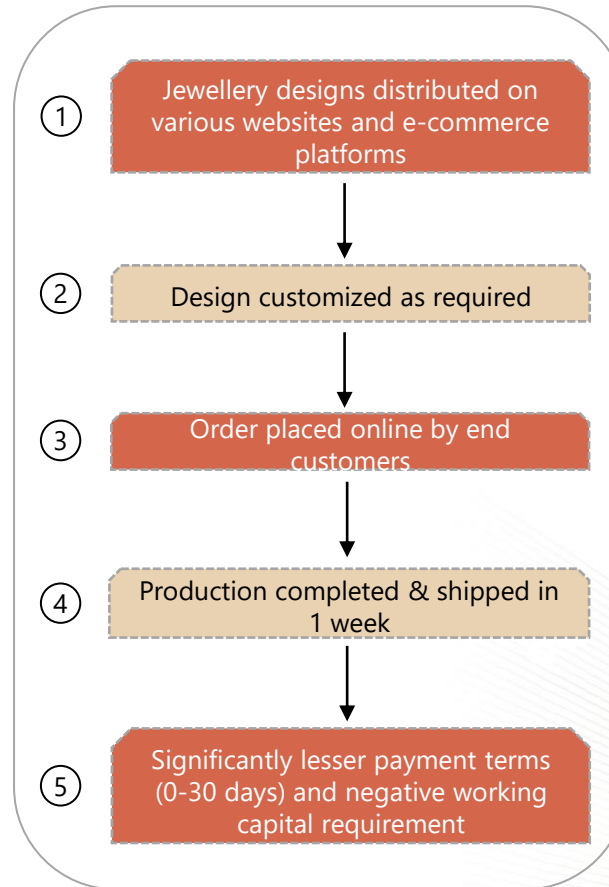 1
Jewellery designs distributed on
various websites and e-commerce
platforms
2
Design customized as required
3
Order placed online by end
customers
4
Production completed & shipped in
1 week
5
Significantly lesser payment terms
(0-30 days) and negative working
capital requirement